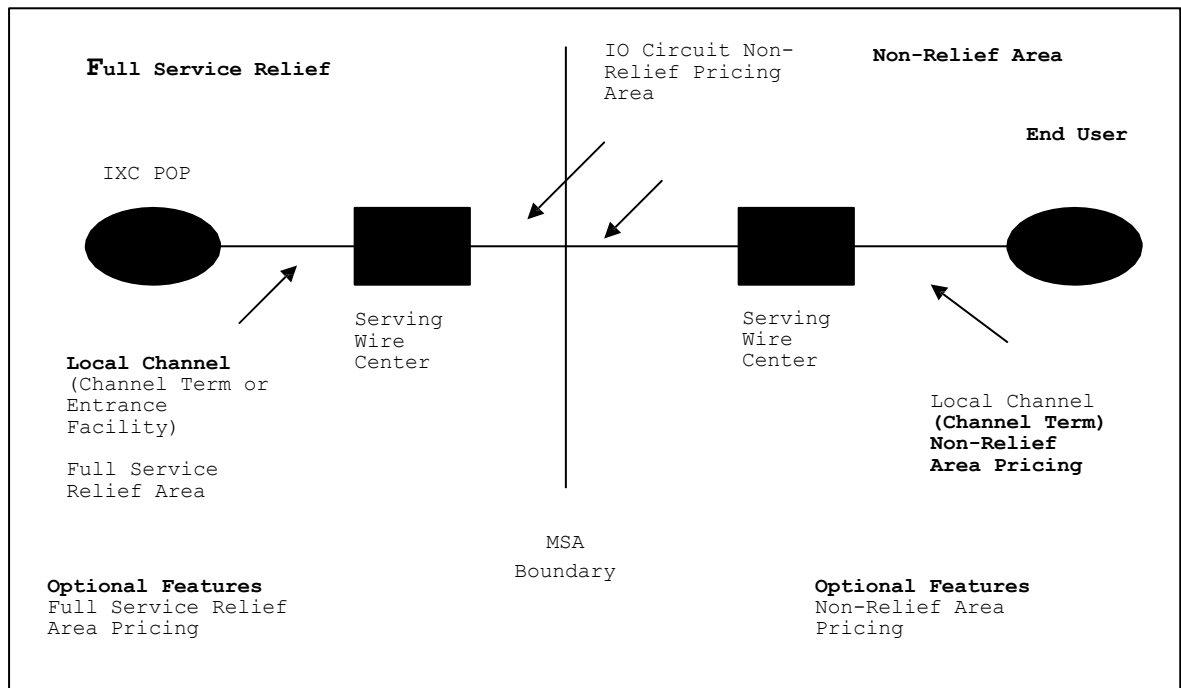 Full Service Relief
IO Circuit Non-
Relief Pricing
Area
Non-Relief Area
End User
IXC POP
Serving
Wire
Center
Serving
Wire
Center
Local Channel
(Channel Term or
Entrance
Facility)
Full Service
Relief Area
Local Channel
(Channel Term)
Non-Relief
Area Pricing
MSA
Boundary
Optional Features
Full Service Relief
Area Pricing
Optional Features
Non-Relief Area
Pricing